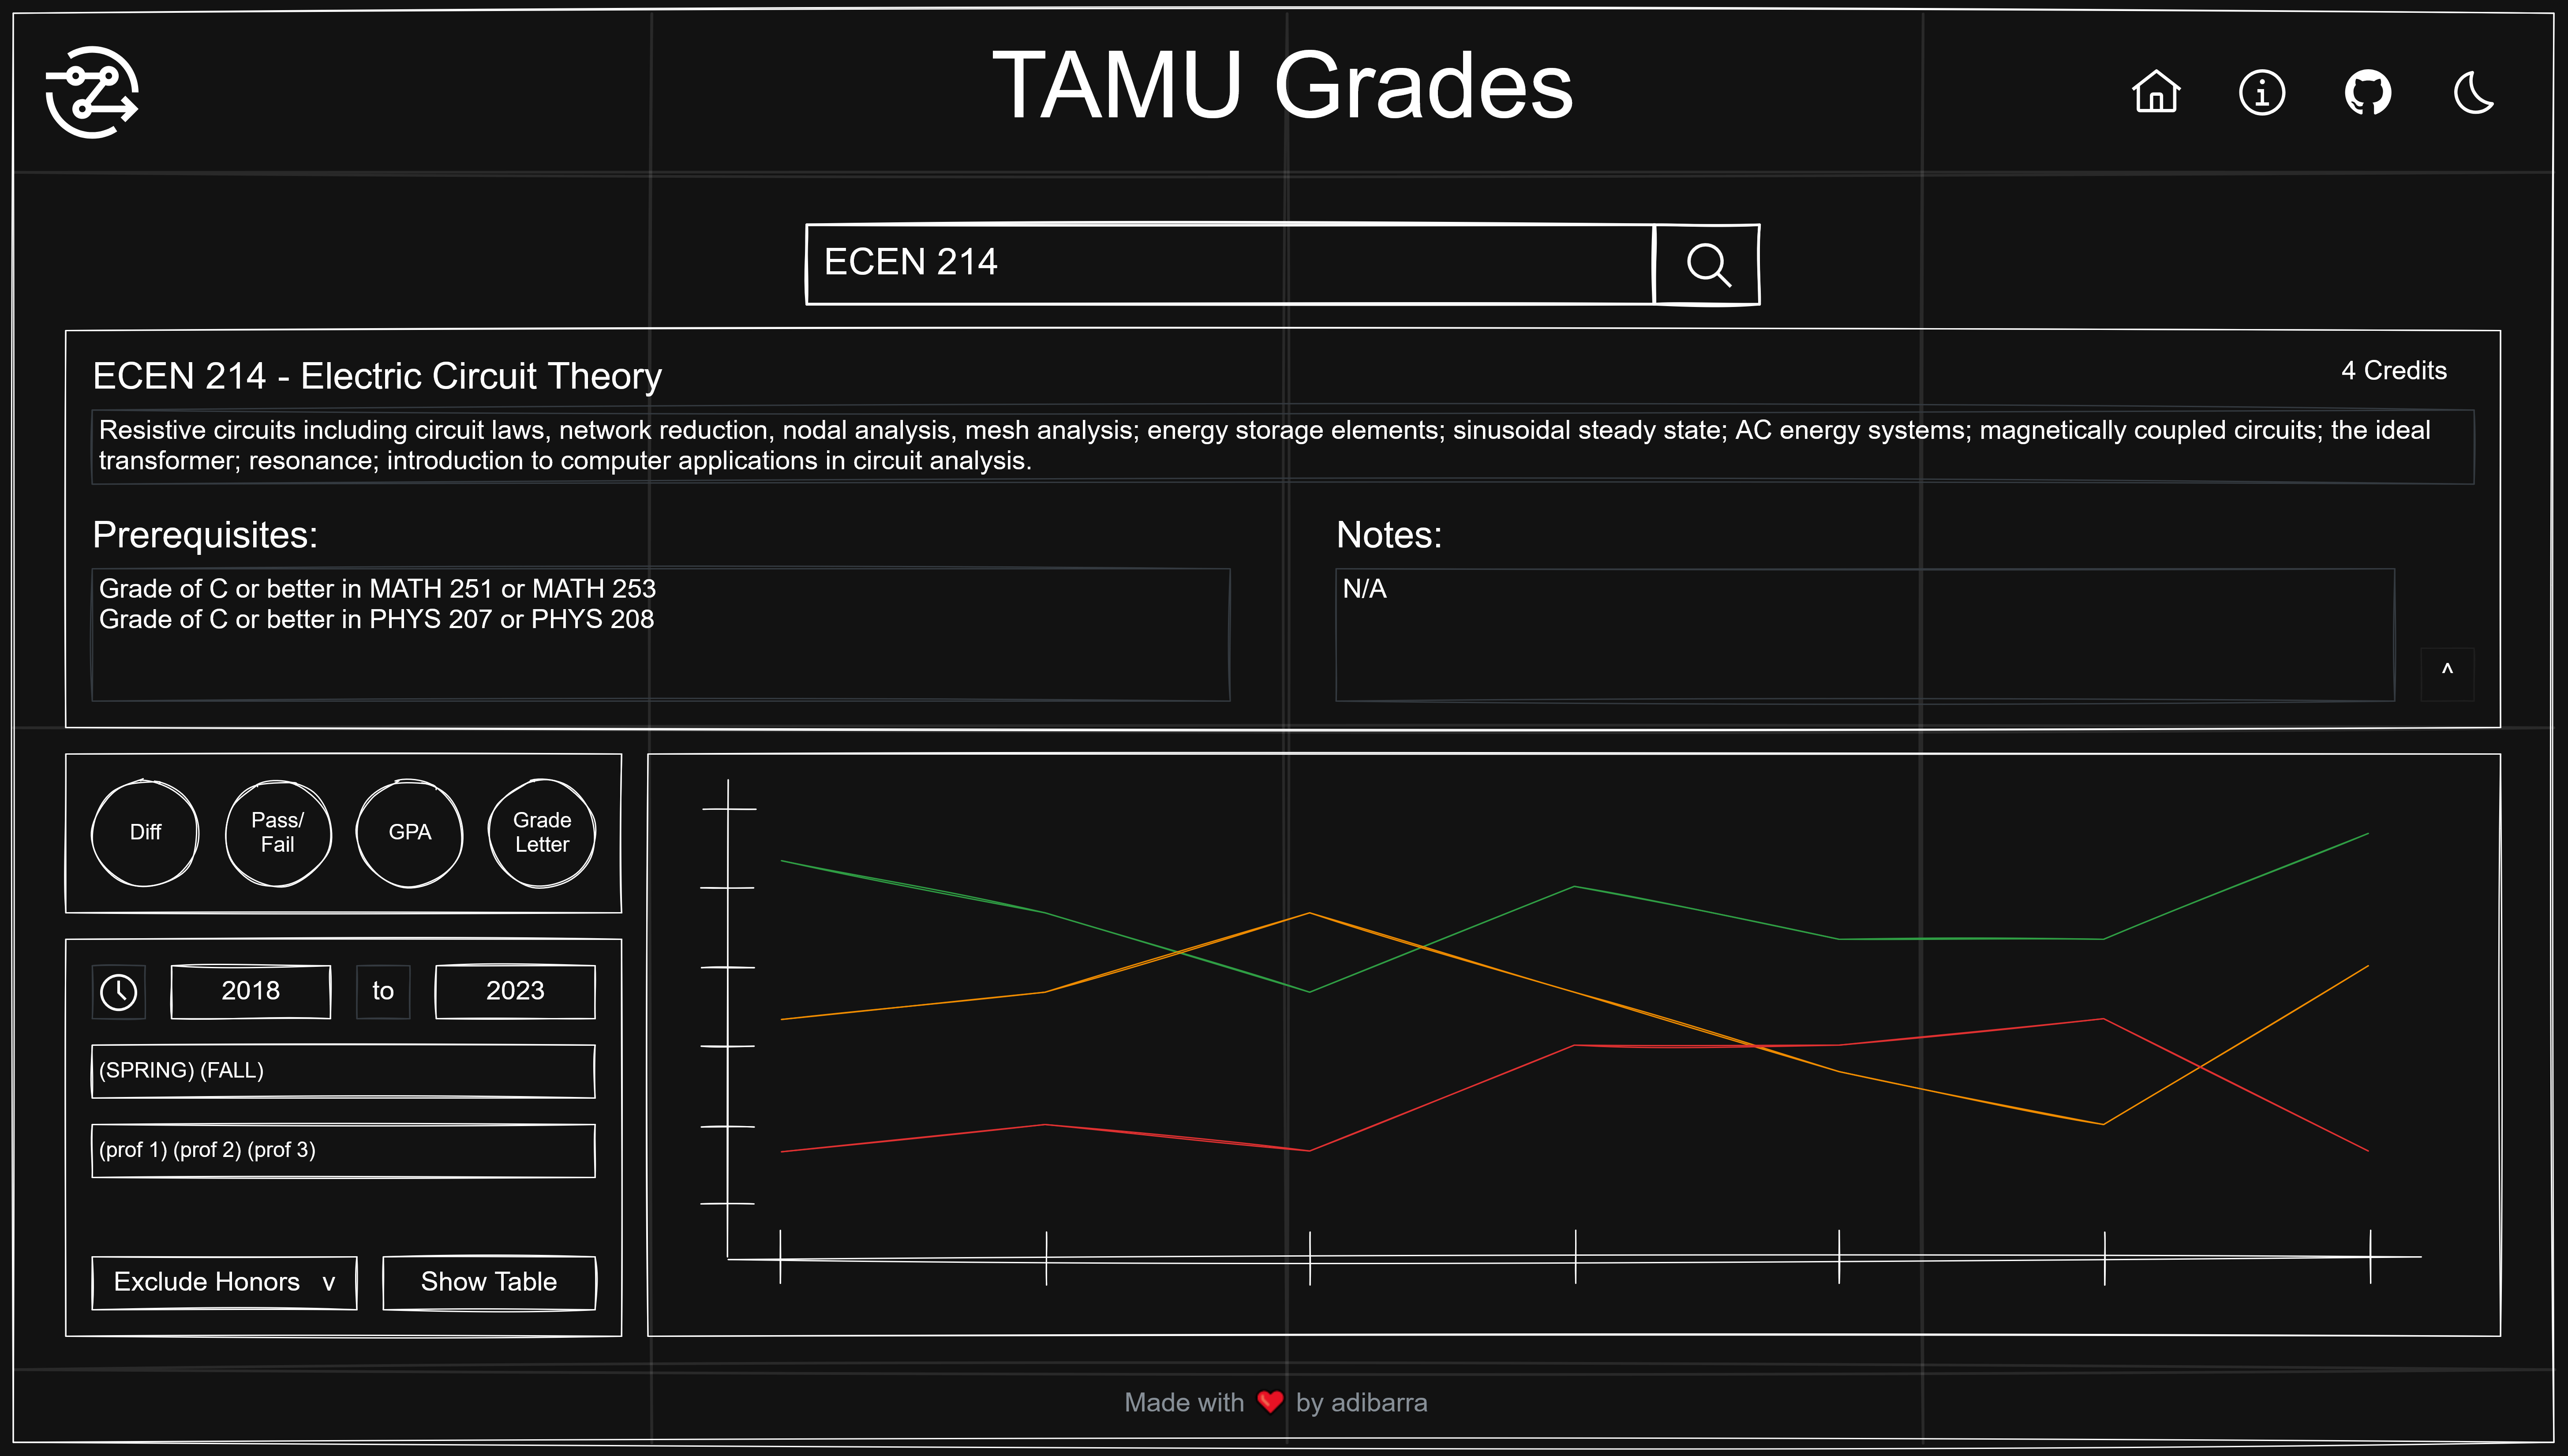 TAMU Grades
ECEN 214
ECEN 214 - Electric Circuit Theory
4 Credits
Resistive circuits including circuit laws, network reduction, nodal analysis, mesh analysis; energy storage elements; sinusoidal steady state; AC energy systems; magnetically coupled circuits; the ideal
transformer; resonance; introduction to computer applications in circuit analysis.
Prerequisites:
Grade of C or better in MATH 251 or MATH 253
Grade of C or better in PHYS 207 or PHYS 208
Notes:
N/A
^
Diff
Pass/
Fail
GPA
Grade
Letter
2018 to 2023
(SPRING) (FALL)
(prof 1) (prof 2) (prof 3)
Exclude Honors v
Show Table
Made with ❤️ by adibarra